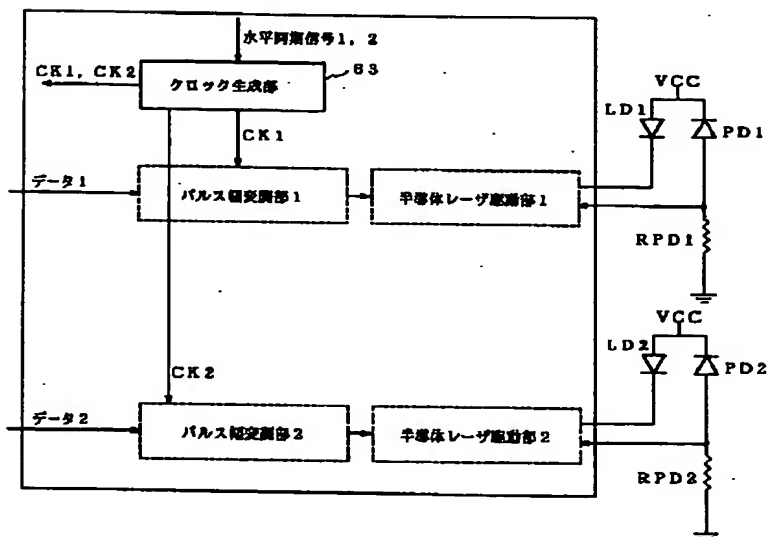 水平同期信号1, 2
CK1, CK2
クロック生成部
63
CK1
VCC
LD1
PD1
データ1
パルス幅変調部1
半導体レーザ駆動部1
RPD1
VCC
LD2
PD2
CK2
データ2
パルス幅変調部2
半導体レーザ駆動部2
RPD2